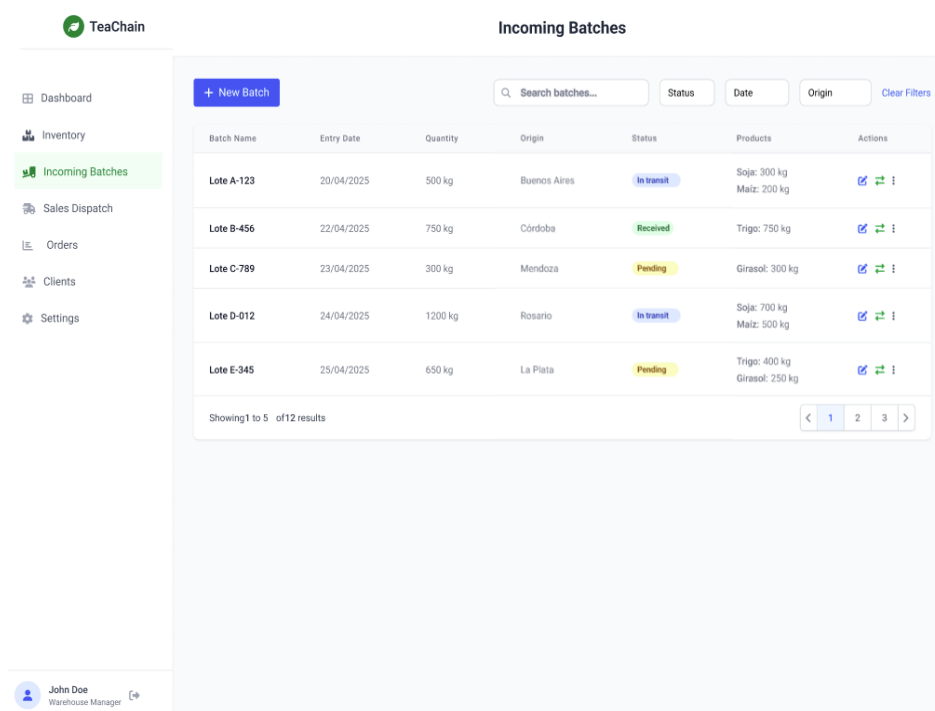 TeaChain
Incoming Batches
Dashboard
Inventory
Incoming Batches
Sales Dispatch
Orders
Clients
Settings
+ New Batch
Search batches...
Status
Date
Origin
Clear Filters
Batch Name Entry Date Quantity Origin Status Products Actions
Lote A-123 20/04/2025 500 kg Buenos Aires In transit Soja: 300 kg
Maíz: 200 kg
Lote B-456 22/04/2025 750 kg Córdoba Received Trigo: 750 kg
Lote C-789 23/04/2025 300 kg Mendoza Pending Girasol: 300 kg
Lote D-012 24/04/2025 1200 kg Rosario In transit Soja: 700 kg
Maíz: 500 kg
Lote E-345 25/04/2025 650 kg La Plata Pending Trigo: 400 kg
Girasol: 250 kg
Showing1 to 5 of12 results
1 2 3
John Doe
Warehouse Manager